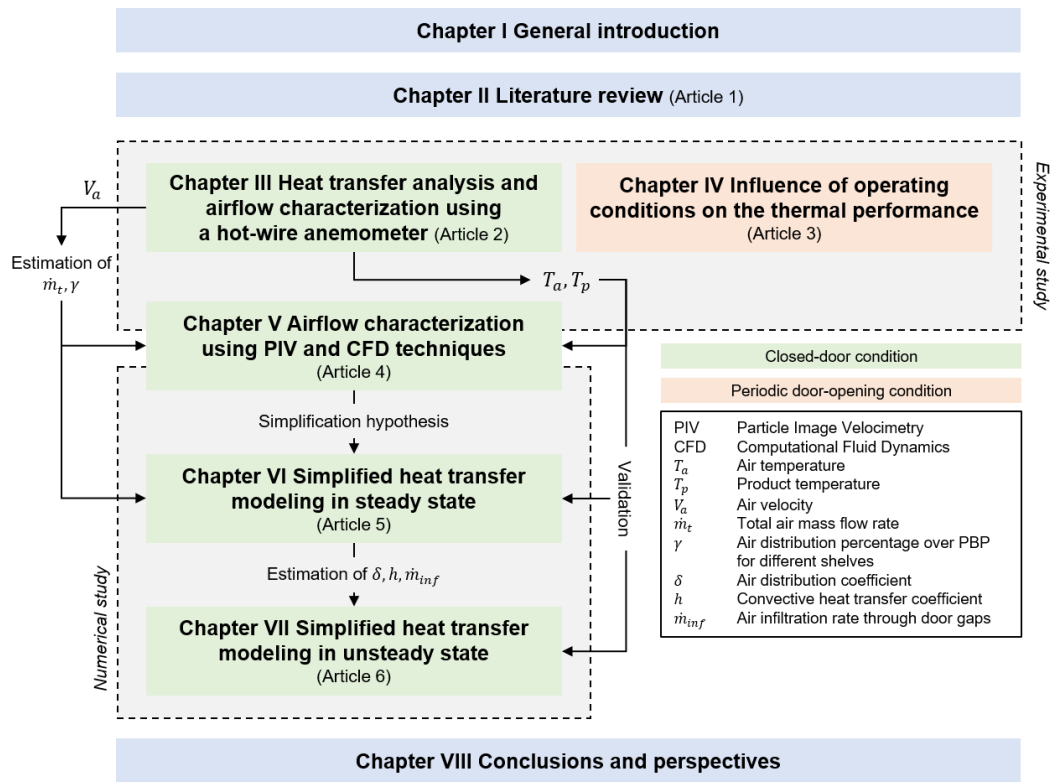 Chapter I General introduction
Chapter II Literature review (Article 1)
Experimental study
Chapter III Heat transfer analysis and
airflow characterization using
a hot-wire anemometer (Article 2)
Chapter IV Influence of operating
conditions on the thermal performance
(Article 3)
Vₐ
Estimation of
ṁₜ, γ
Tₐ, Tₚ
Chapter V Airflow characterization
using PIV and CFD techniques
(Article 4)
Simplification hypothesis
Chapter VI Simplified heat transfer
modeling in steady state
(Article 5)
Validation
Estimation of δ, h, ṁ_inf
Chapter VII Simplified heat transfer
modeling in unsteady state
(Article 6)
Numerical study
Closed-door condition
Periodic door-opening condition
PIV Particle Image Velocimetry
CFD Computational Fluid Dynamics
Tₐ Air temperature
Tₚ Product temperature
Vₐ Air velocity
ṁₜ Total air mass flow rate
γ Air distribution percentage over PBP
for different shelves
δ Air distribution coefficient
h Convective heat transfer coefficient
ṁ_inf Air infiltration rate through door gaps
Chapter VIII Conclusions and perspectives